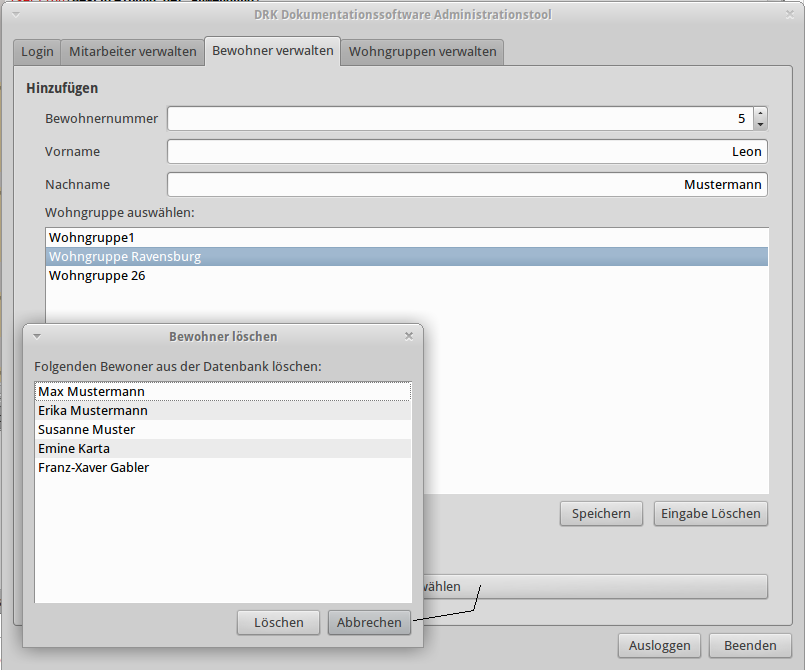 DRK Dokumentationssoftware Administrationstool
Login Mitarbeiter verwalten Bewohner verwalten Wohngruppen verwalten
Hinzufügen
Bewohnernummer 5
Vorname Leon
Nachname Mustermann
Wohngruppe auswählen:
Wohngruppe1
Wohngruppe Ravensburg
Wohngruppe 26
Bewohner löschen
Folgenden Bewoner aus der Datenbank löschen:
Max Mustermann
Erika Mustermann
Susanne Muster
Emine Karta
Franz-Xaver Gabler
Löschen Abbrechen
Speichern Eingabe Löschen
Ausloggen Beenden